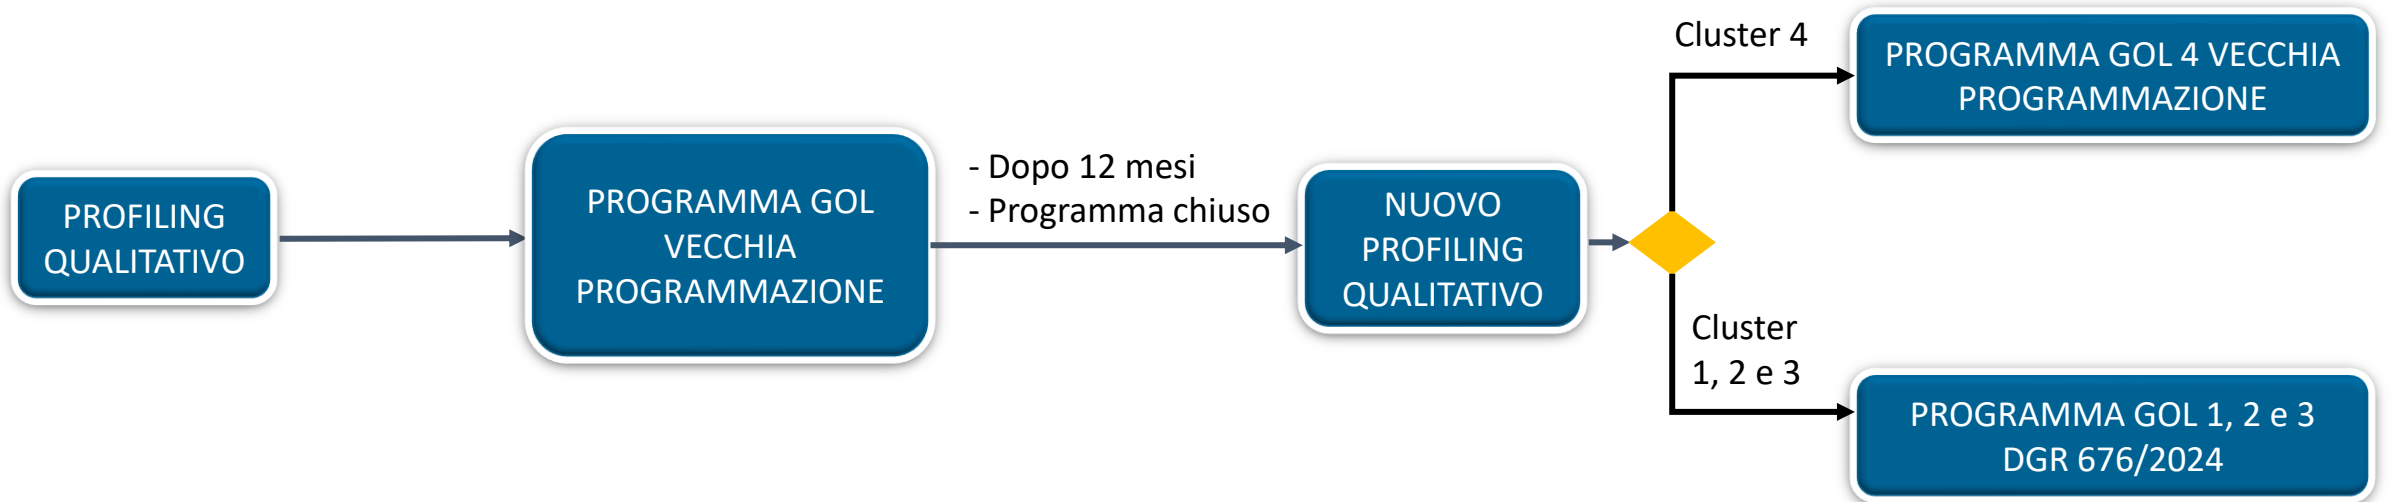 PROFILING
QUALITATIVO
PROGRAMMA GOL
VECCHIA
PROGRAMMAZIONE
- Dopo 12 mesi
- Programma chiuso
NUOVO
PROFILING
QUALITATIVO
Cluster 4
PROGRAMMA GOL 4 VECCHIA
PROGRAMMAZIONE
Cluster
1, 2 e 3
PROGRAMMA GOL 1, 2 e 3
DGR 676/2024